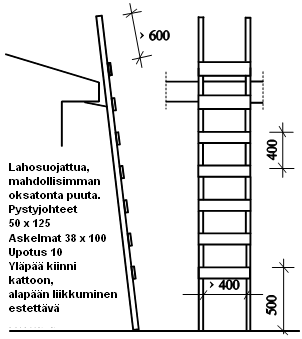 > 600
400
Lahosuojattua,
mahdollisimman
oksatonta puuta.
Pystyjohteet
50 x 125
Askelmat 38 x 100
Upotus 10
Yläpää kiinni
kattoon,
alapään liikkuminen
estettävä
> 400
500